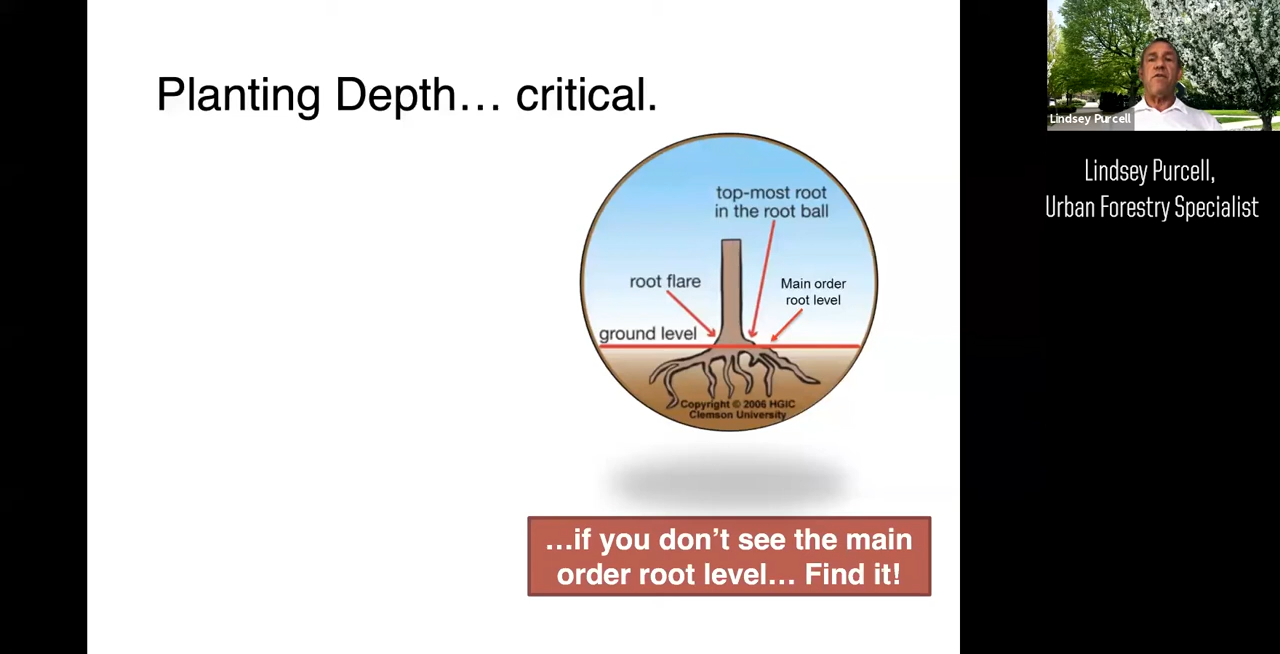 Planting Depth… critical.
top-most root
in the root ball
root flare
Main order
root level
ground level
Copyright © 2006 HGIC
Clemson University
…if you don’t see the main
order root level… Find it!
Lindsey Purcell
Lindsey Purcell,
Urban Forestry Specialist